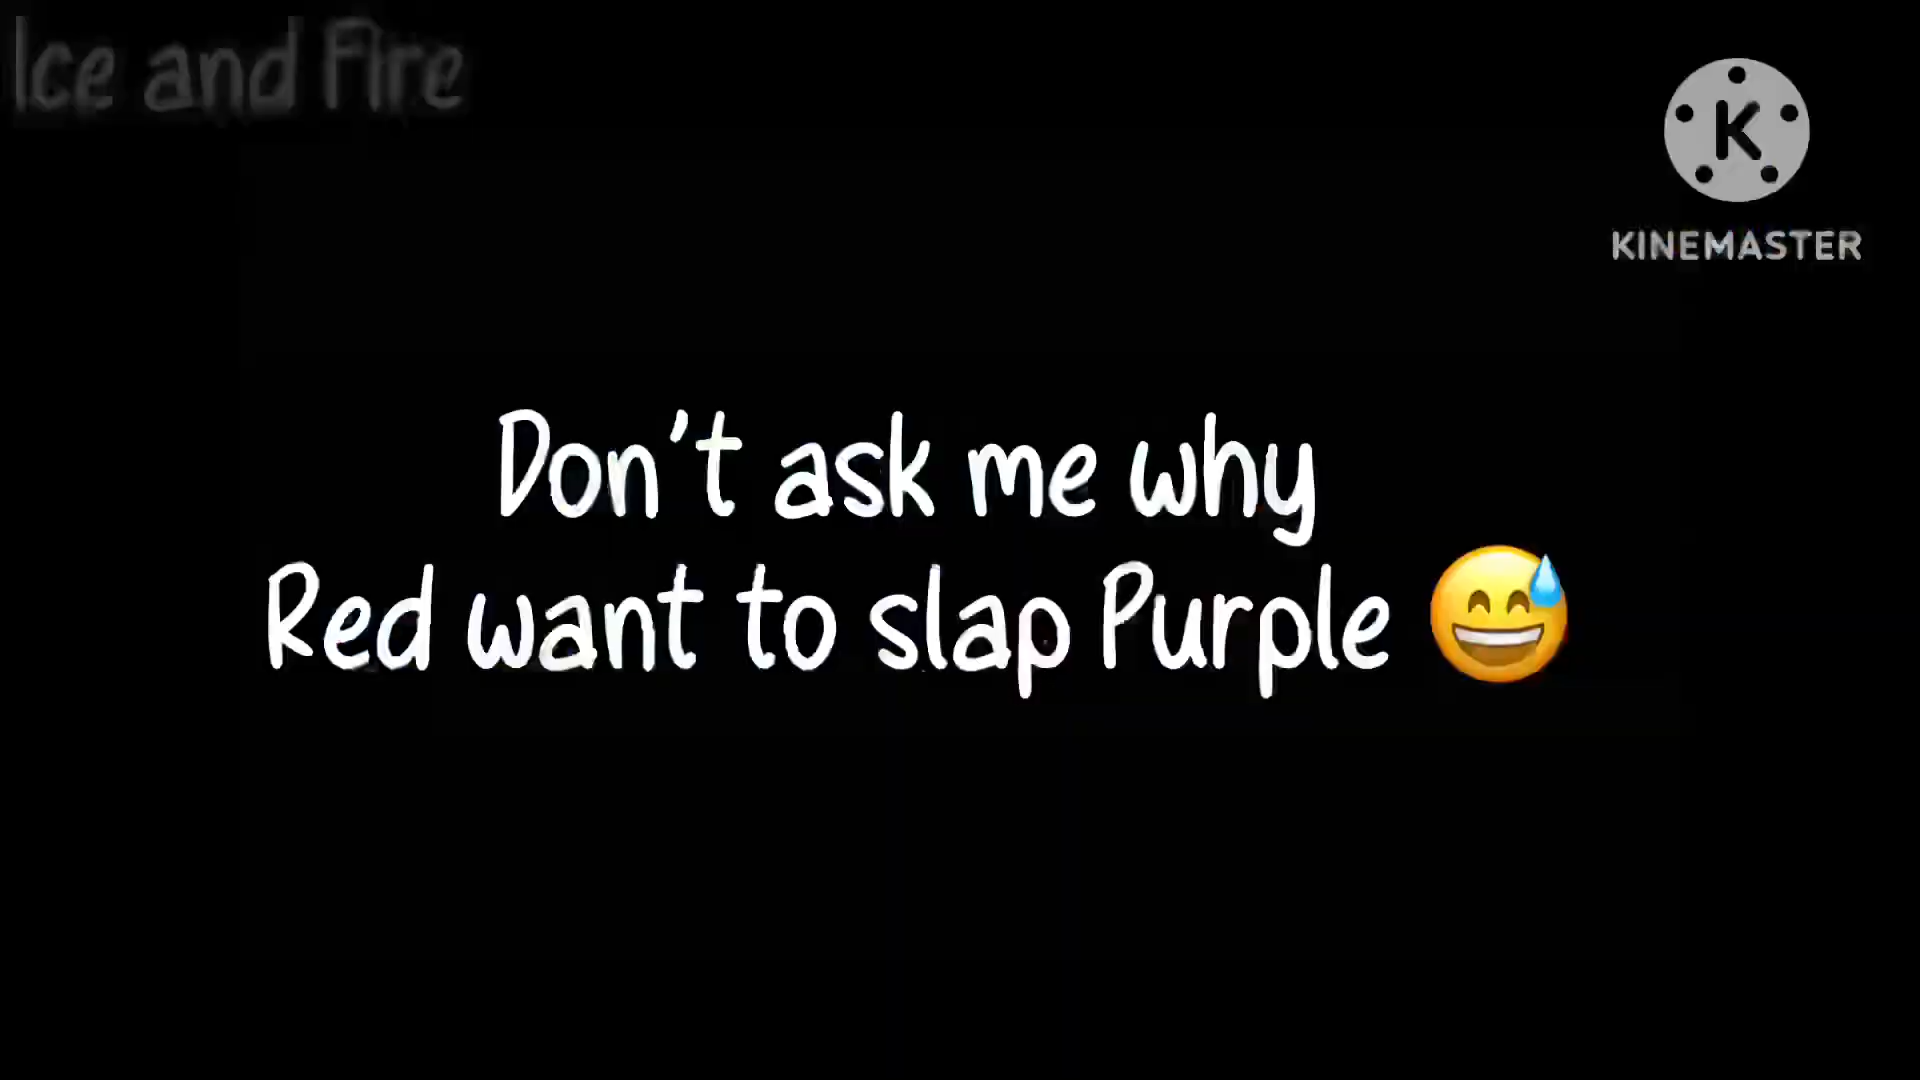 Ice and Fire
K
KINEMASTER
Don't ask me why
Red want to slap Purple 😅